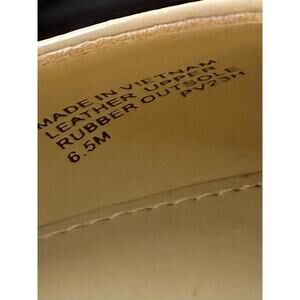 MADE IN VIETNAM
LEATHER UPPER
RUBBER OUTSOLE
6.5M PV23H